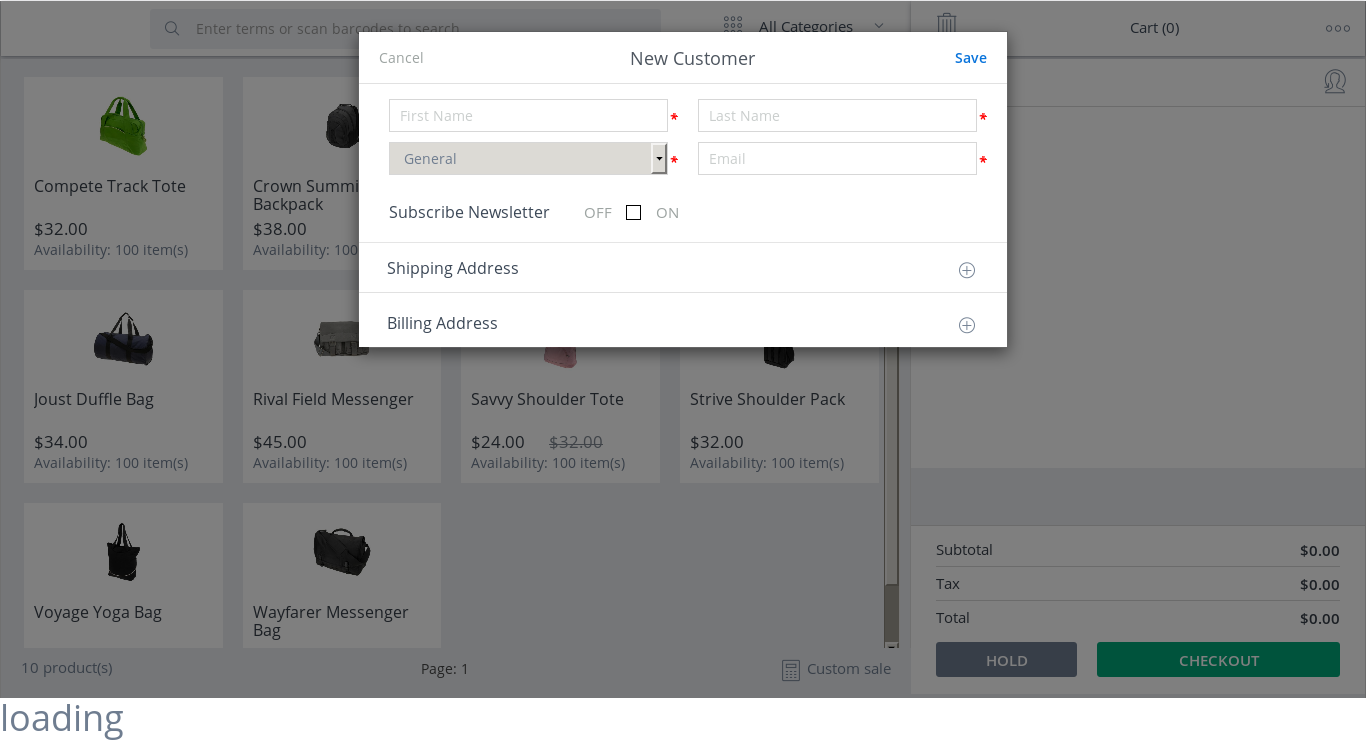 Enter terms or scan barcodes to search
All Categories
Cart (0)
Cancel
New Customer
Save
First Name *
Last Name *
General *
Email *
Subscribe Newsletter OFF ON
Shipping Address
Billing Address
Compete Track Tote
$32.00
Availability: 100 item(s)
Crown Summi
Backpack
$38.00
Availability: 100
Joust Duffle Bag
$34.00
Availability: 100 item(s)
Rival Field Messenger
$45.00
Availability: 100 item(s)
Savvy Shoulder Tote
$24.00 $32.00
Availability: 100 item(s)
Strive Shoulder Pack
$32.00
Availability: 100 item(s)
Voyage Yoga Bag
Wayfarer Messenger
Bag
10 product(s)
Page: 1
Custom sale
Subtotal $0.00
Tax $0.00
Total $0.00
HOLD
CHECKOUT
loading